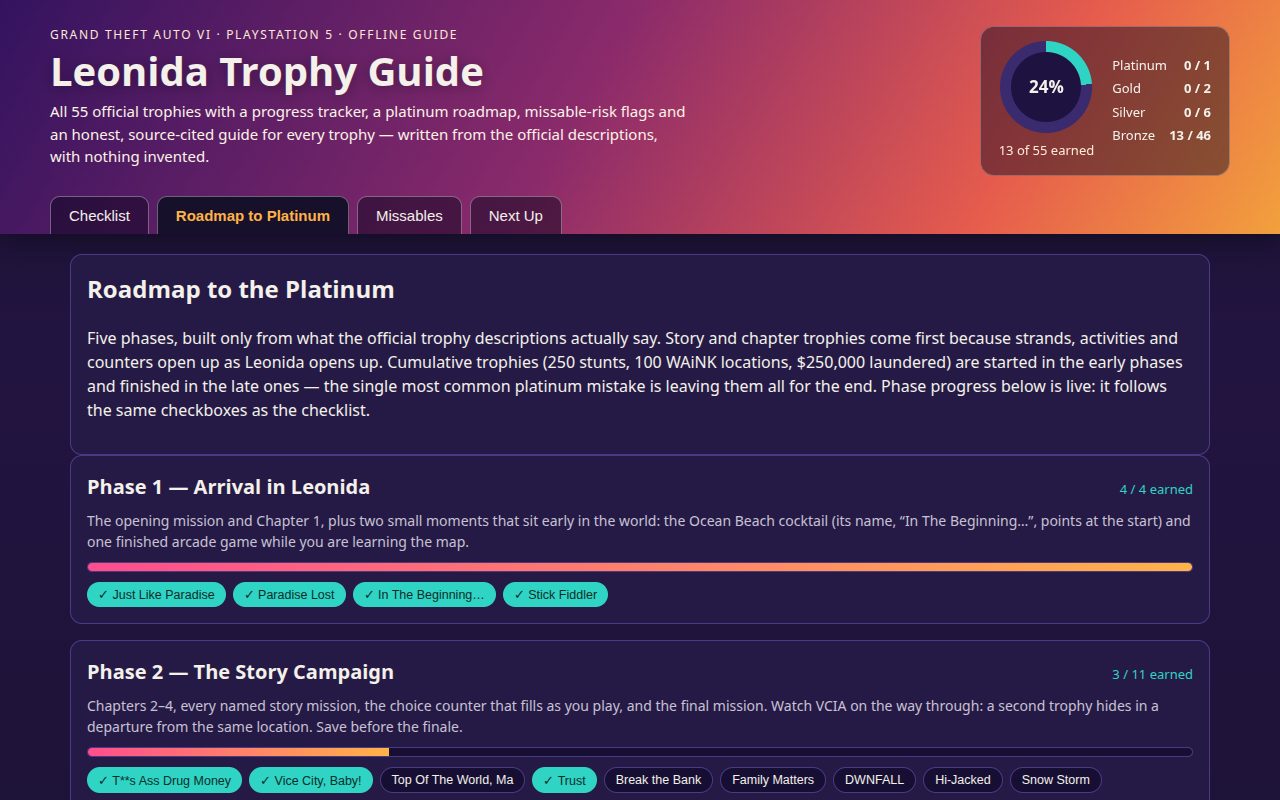 GRAND THEFT AUTO VI · PLAYSTATION 5 · OFFLINE GUIDE
Leonida Trophy Guide
All 55 official trophies with a progress tracker, a platinum roadmap, missable-risk flags and
an honest, source-cited guide for every trophy — written from the official descriptions,
with nothing invented.
24%
13 of 55 earned
Platinum 0 / 1
Gold 0 / 2
Silver 0 / 6
Bronze 13 / 46
Checklist
Roadmap to Platinum
Missables
Next Up
Roadmap to the Platinum
Five phases, built only from what the official trophy descriptions actually say. Story and chapter trophies come first because strands, activities and
counters open up as Leonida opens up. Cumulative trophies (250 stunts, 100 WAiNK locations, $250,000 laundered) are started in the early phases
and finished in the late ones — the single most common platinum mistake is leaving them all for the end. Phase progress below is live: it follows
the same checkboxes as the checklist.
Phase 1 — Arrival in Leonida
4 / 4 earned
The opening mission and Chapter 1, plus two small moments that sit early in the world: the Ocean Beach cocktail (its name, “In The Beginning…”, points at the start) and
one finished arcade game while you are learning the map.
✓ Just Like Paradise
✓ Paradise Lost
✓ In The Beginning…
✓ Stick Fiddler
Phase 2 — The Story Campaign
3 / 11 earned
Chapters 2–4, every named story mission, the choice counter that fills as you play, and the final mission. Watch VCIA on the way through: a second trophy hides in a
departure from the same location. Save before the finale.
✓ T**s Ass Drug Money
✓ Vice City, Baby!
Top Of The World, Ma
✓ Trust
Break the Bank
Family Matters
DWNFALL
Hi-Jacked
Snow Storm